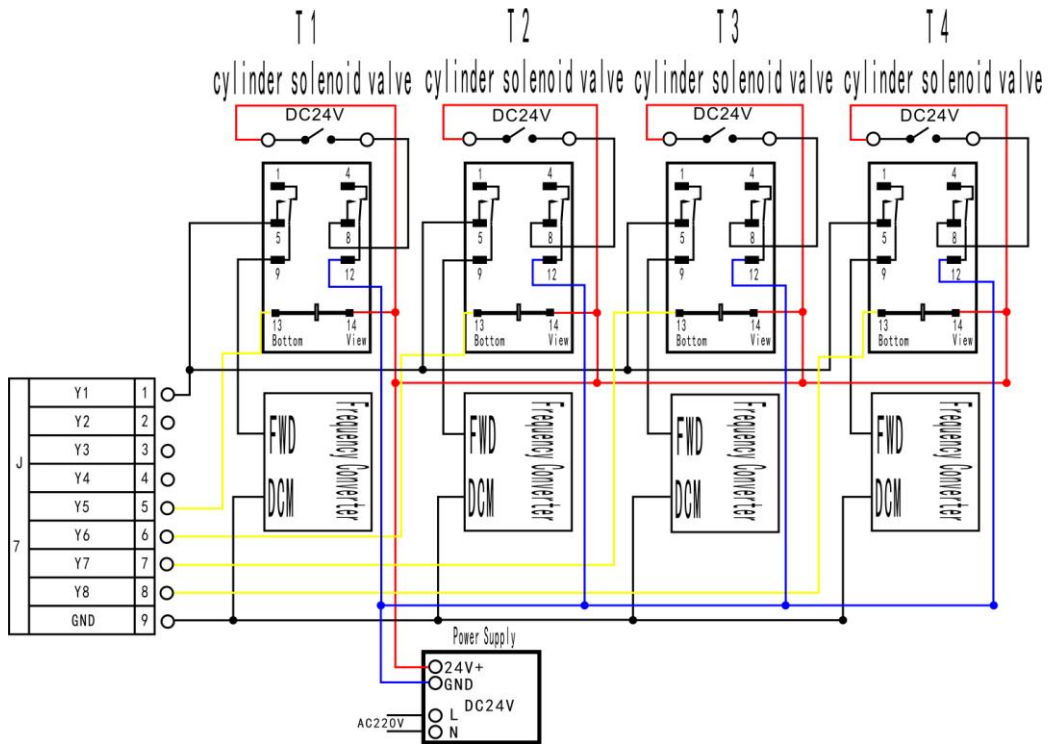 T1 T2 T3 T4
cylinder solenoid valve cylinder solenoid valve cylinder solenoid valve cylinder solenoid valve
DC24V DC24V DC24V DC24V
1 4 1 4 1 4 1 4
5 8 5 8 5 8 5 8
9 12 9 12 9 12 9 12
13 14 13 14 13 14 13 14
Bottom View Bottom View Bottom View Bottom View
J7
Y1 1
Y2 2
Y3 3
Y4 4
Y5 5
Y6 6
Y7 7
Y8 8
GND 9
FWD FWD FWD FWD
DCM DCM DCM DCM
Frequency Converter Frequency Converter Frequency Converter Frequency Converter
Power Supply
24V+
GND
DC24V
AC220V
L
N